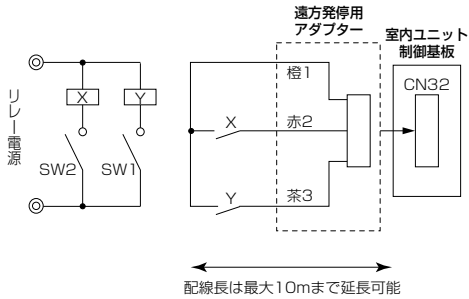 遠方発停用
アダプター
室内ユニット
制御基板
橙1
CN32
リレー電源
X
Y
X
赤2
SW2
SW1
Y
茶3
配線長は最大10mまで延長可能